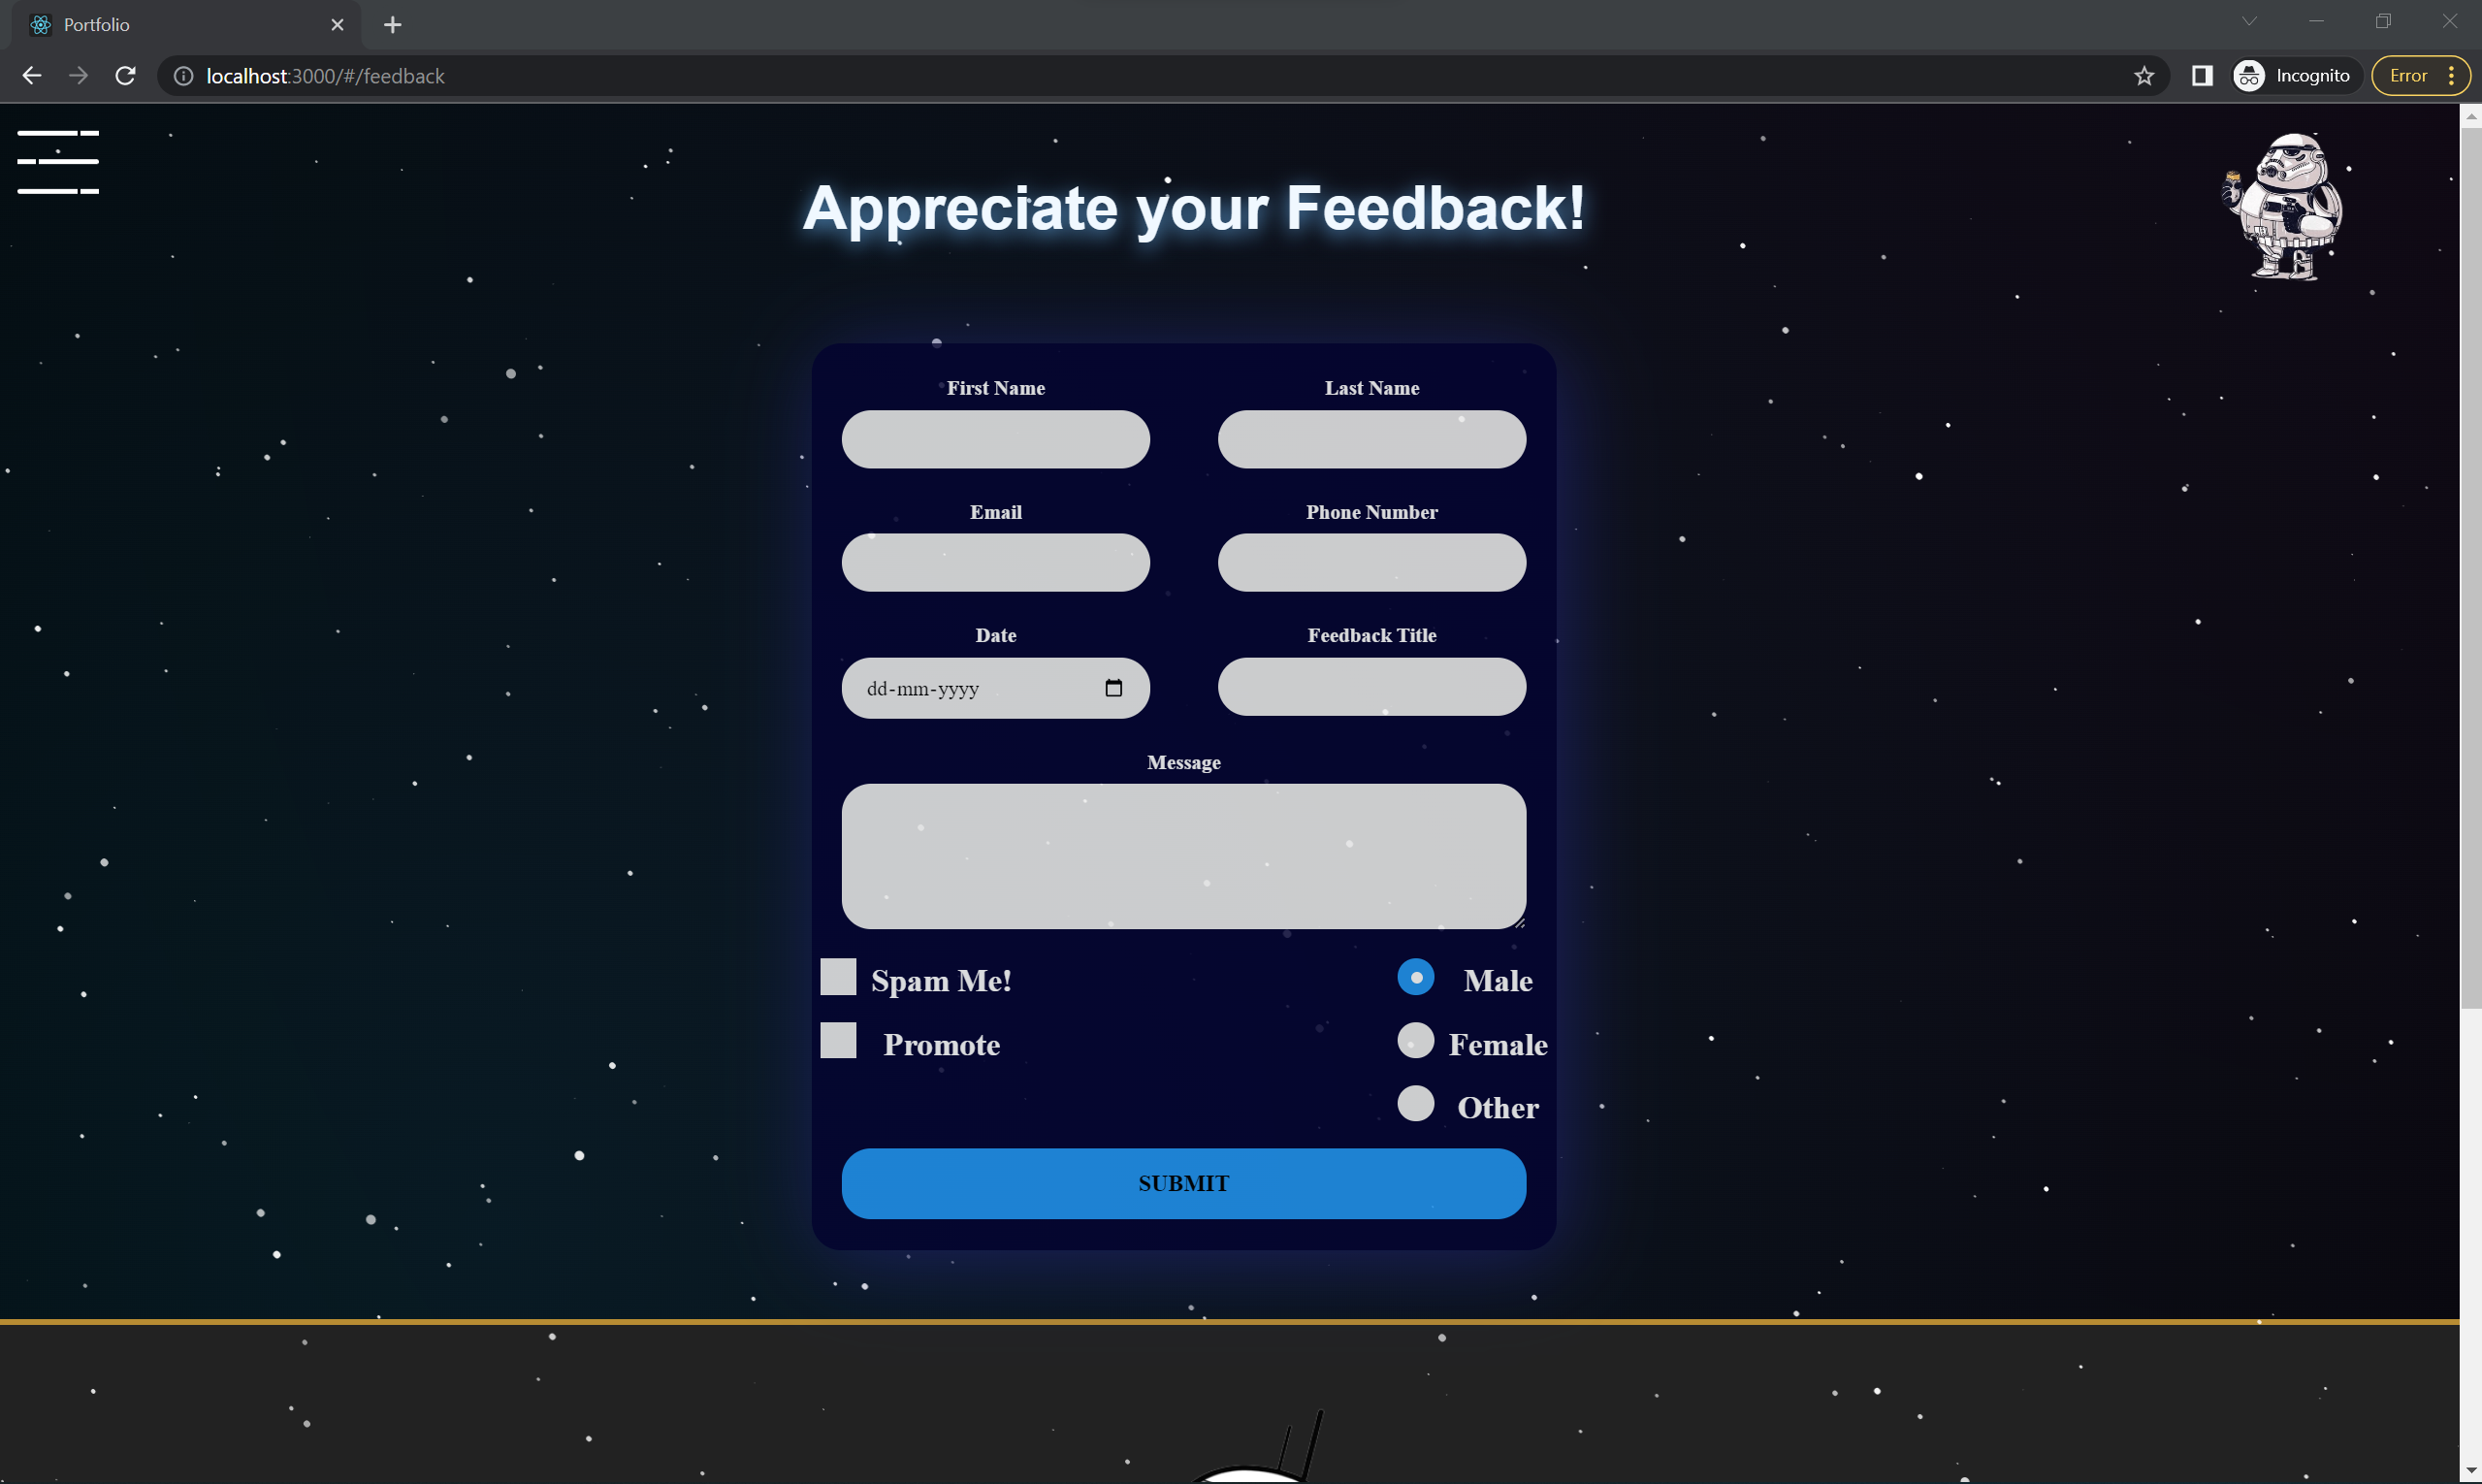 Portfolio
localhost:3000/#/feedback
Incognito
Error
Appreciate your Feedback!
First Name
Last Name
Email
Phone Number
Date
Feedback Title
dd-mm-yyyy
Message
Spam Me!
Male
Promote
Female
Other
SUBMIT